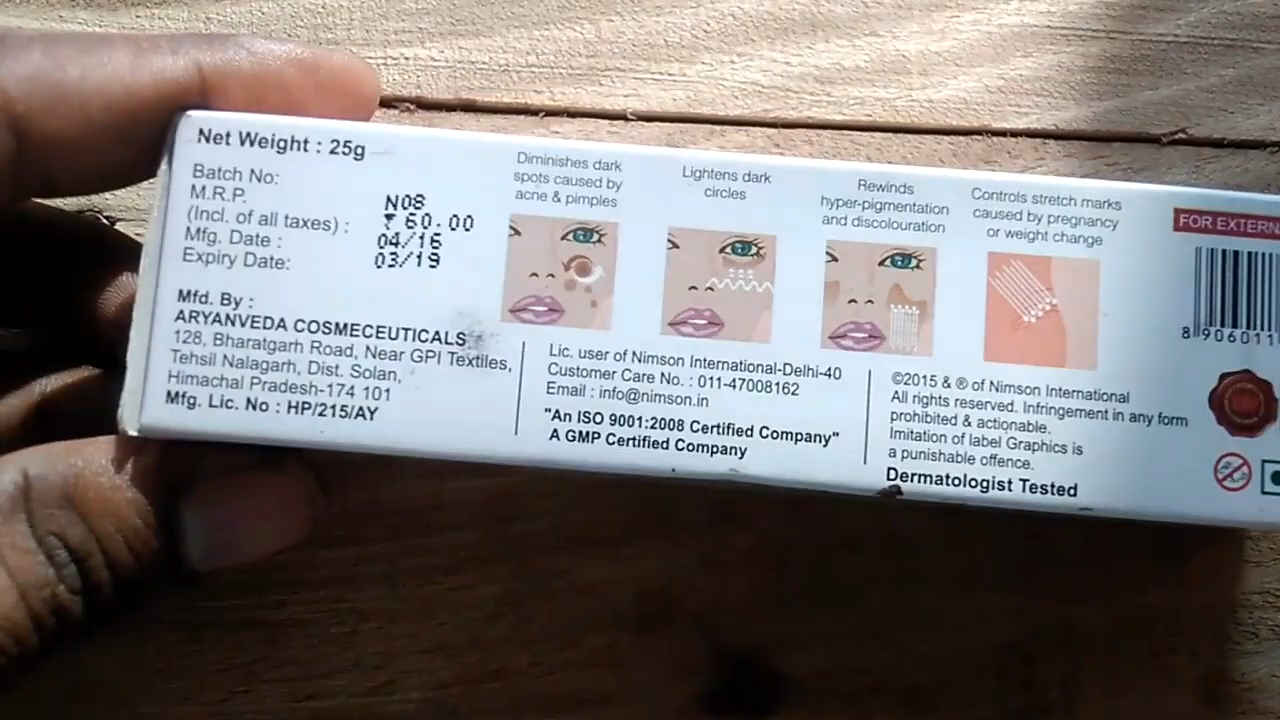 Net Weight : 25g
Batch No: N08
M.R.P.
(Incl. of all taxes) : ₹ 60.00
Mfg. Date : 04/16
Expiry Date: 03/19
Mfd. By :
ARYANVEDA COSMECEUTICALS
128, Bharatgarh Road, Near GPI Textiles,
Tehsil Nalagarh, Dist. Solan,
Himachal Pradesh-174 101
Mfg. Lic. No : HP/215/AY
Diminishes dark
spots caused by
acne & pimples
Lightens dark
circles
Rewinds
hyper-pigmentation
and discolouration
Controls stretch marks
caused by pregnancy
or weight change
Lic. user of Nimson International-Delhi-40
Customer Care No. : 011-47008162
Email : info@nimson.in
"An ISO 9001:2008 Certified Company"
A GMP Certified Company
©2015 & ® of Nimson International
All rights reserved. Infringement in any form
prohibited & actionable.
Imitation of label Graphics is
a punishable offence.
Dermatologist Tested
FOR EXTERN
8 906011